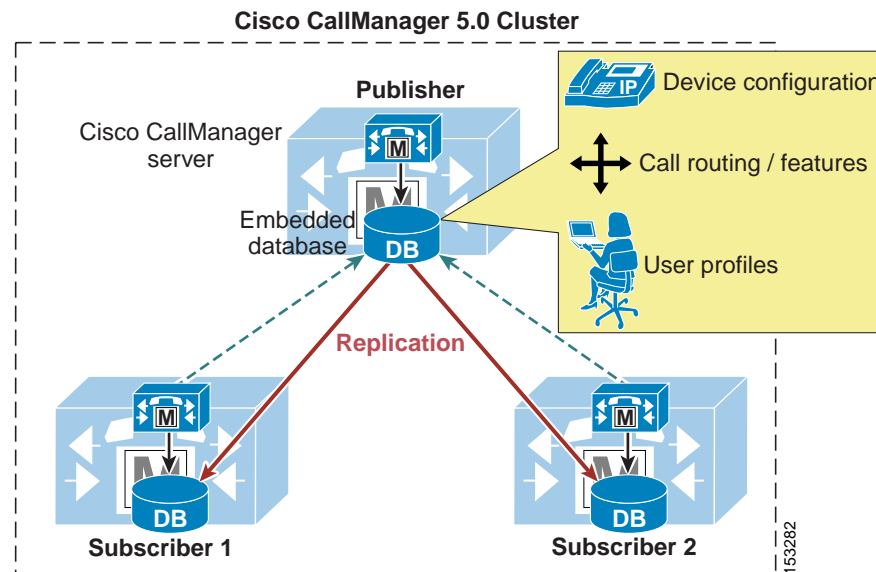 Cisco CallManager 5.0 Cluster
Publisher
Cisco CallManager
server
M
Embedded
database
DB
IP
Device configuration
Call routing / features
User profiles
Replication
M
DB
Subscriber 1
M
DB
Subscriber 2
153282